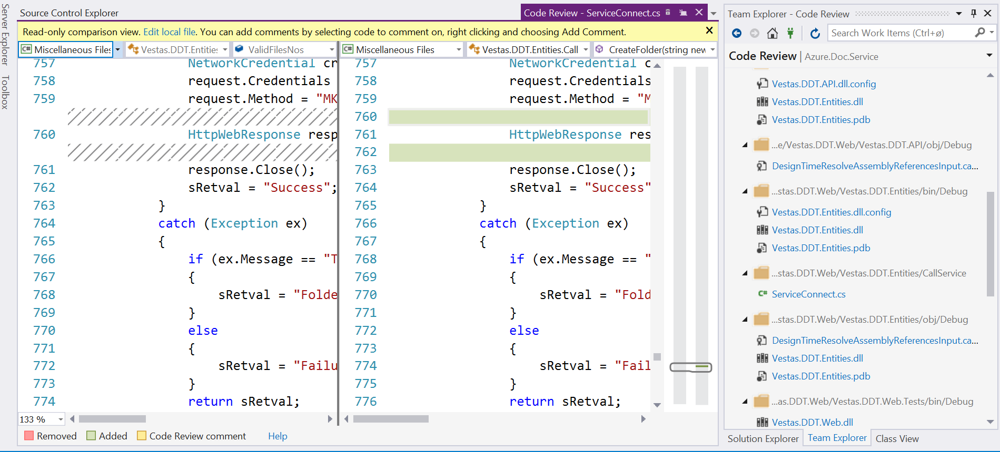 Server Explorer
Toolbox
Source Control Explorer
Code Review - ServiceConnect.cs
Read-only comparison view. Edit local file. You can add comments by selecting code to comment on, right clicking and choosing Add Comment.
C# Miscellaneous Files
Vestas.DDT.Entities
ValidFilesNos
C# Miscellaneous Files
Vestas.DDT.Entities.Call
CreateFolder(string new
757 NetworkCredential cr
758 request.Credentials
759 request.Method = "MK
760 HttpWebResponse resp
761 response.Close();
762 sRetval = "Success";
763 }
764 catch (Exception ex)
765 {
766 if (ex.Message == "T
767 {
768 sRetval = "Folde
769 }
770 else
771 {
772 sRetval = "Failu
773 }
774 return sRetval;
757 NetworkCredential c
758 request.Credentials
759 request.Method = "M
760
761 HttpWebResponse res
762
763 response.Close();
764 sRetval = "Success"
765 }
766 catch (Exception ex)
767 {
768 if (ex.Message == "
769 {
770 sRetval = "Fold
771 }
772 else
773 {
774 sRetval = "Fail
775 }
776 return sRetval;
133 %
Removed
Added
Code Review comment
Help
Team Explorer - Code Review
Search Work Items (Ctrl+ø)
Code Review | Azure.Doc.Service
Vestas.DDT.API.dll.config
Vestas.DDT.Entities.dll
Vestas.DDT.Entities.pdb
...e/Vestas.DDT.Web/Vestas.DDT.API/obj/Debug
DesignTimeResolveAssemblyReferencesInput.ca...
...stas.DDT.Web/Vestas.DDT.Entities/bin/Debug
Vestas.DDT.Entities.dll.config
Vestas.DDT.Entities.dll
Vestas.DDT.Entities.pdb
...stas.DDT.Web/Vestas.DDT.Entities/CallService
C# ServiceConnect.cs
...stas.DDT.Web/Vestas.DDT.Entities/obj/Debug
DesignTimeResolveAssemblyReferencesInput.ca...
Vestas.DDT.Entities.dll
Vestas.DDT.Entities.pdb
...as.DDT.Web/Vestas.DDT.Web.Tests/bin/Debug
Vestas.DDT.Web.dll
Solution Explorer
Team Explorer
Class View